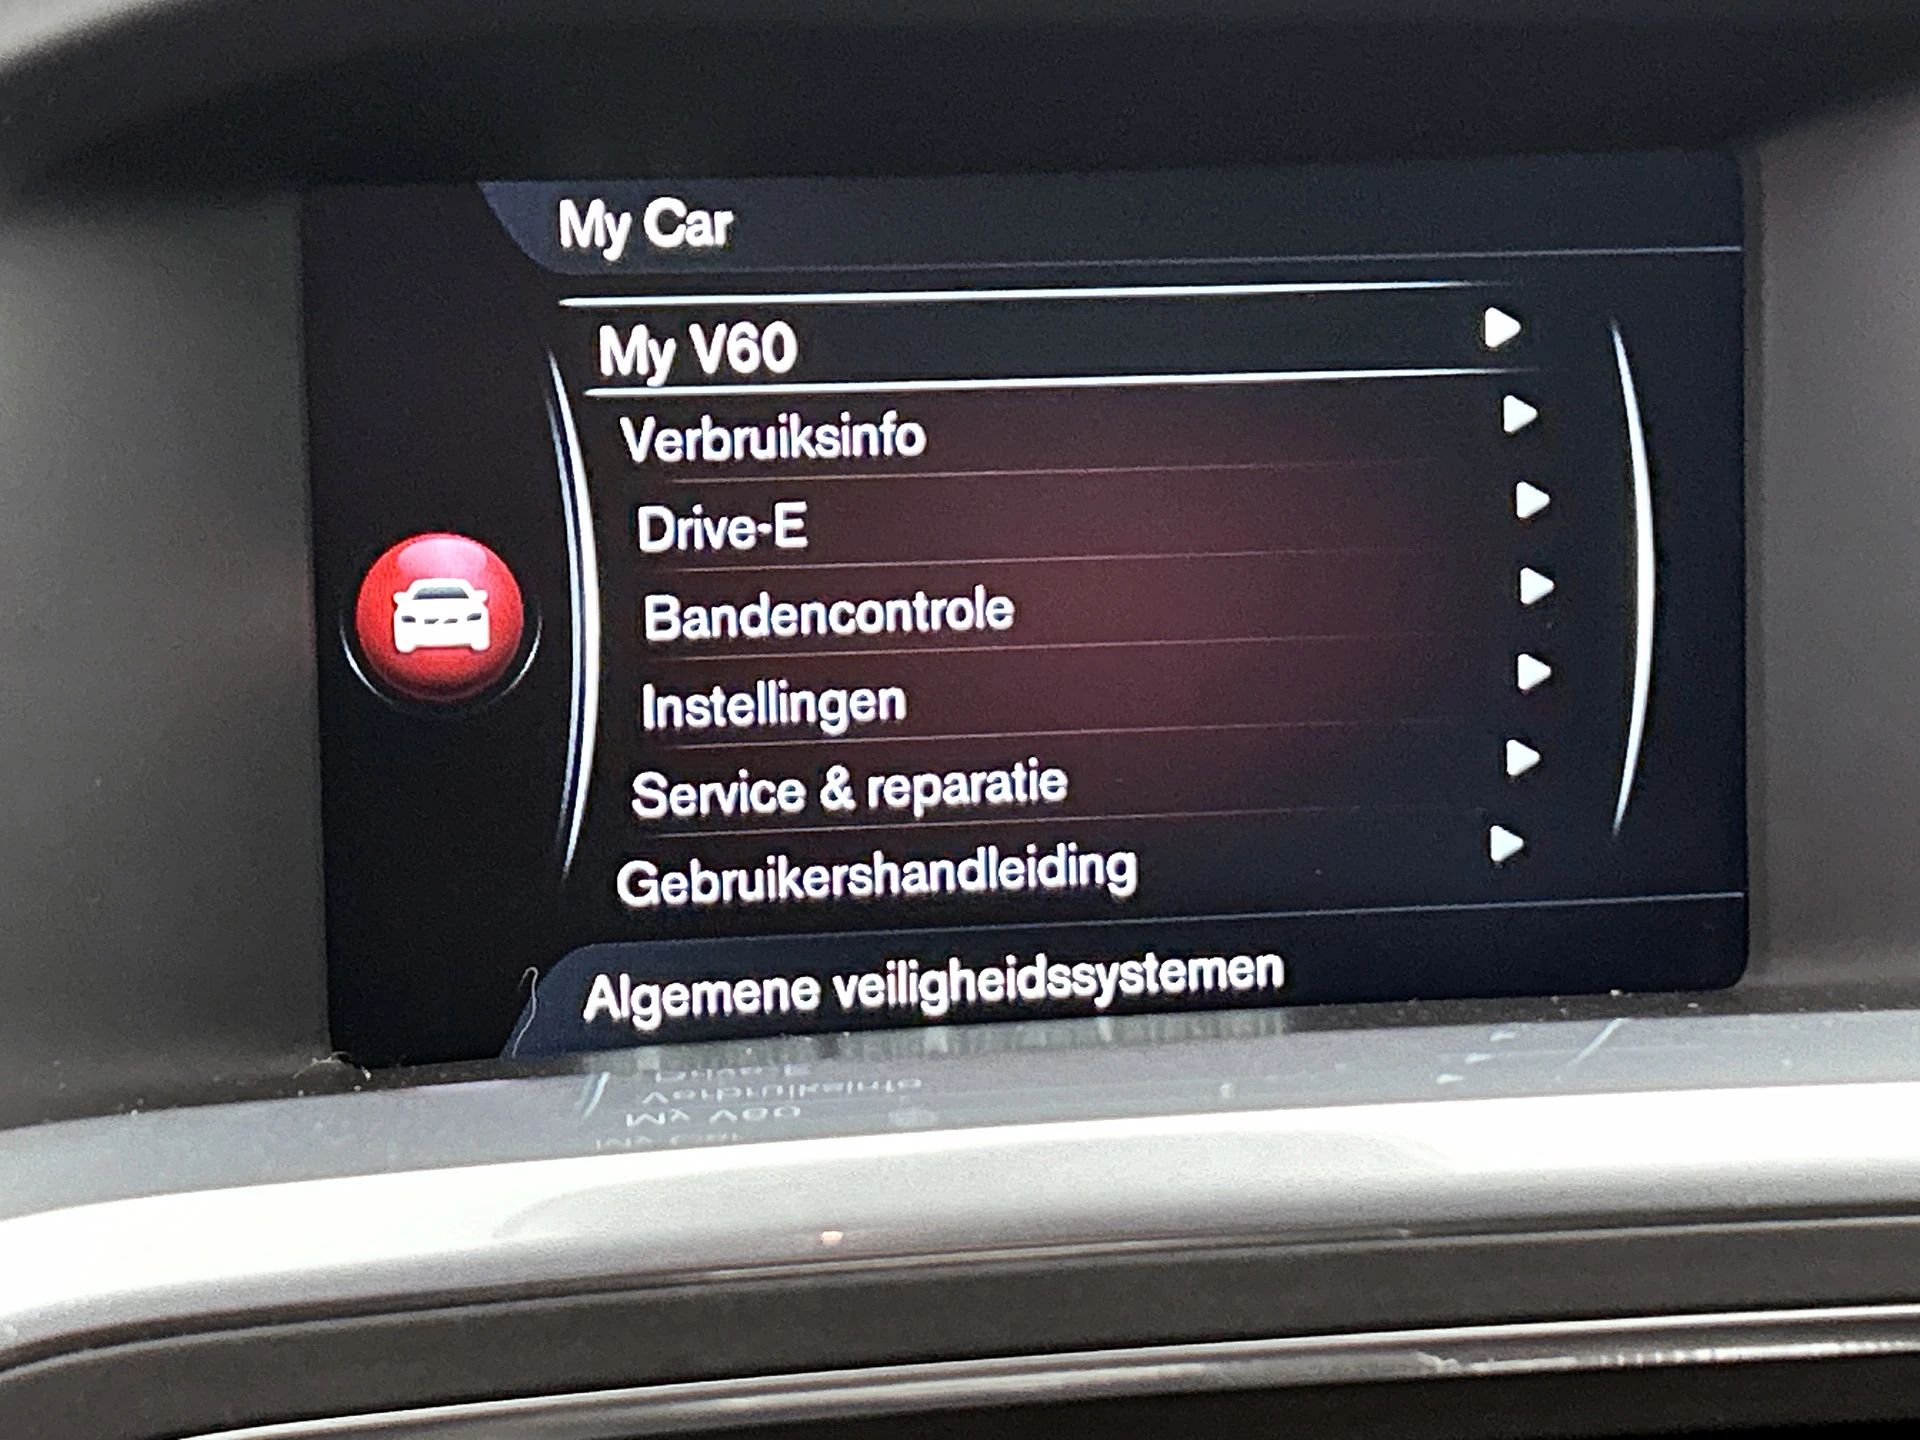 My Car
My V60
Verbruiksinfo
Drive-E
Bandencontrole
Instellingen
Service & reparatie
Gebruikershandleiding
Algemene veiligheidssystemen